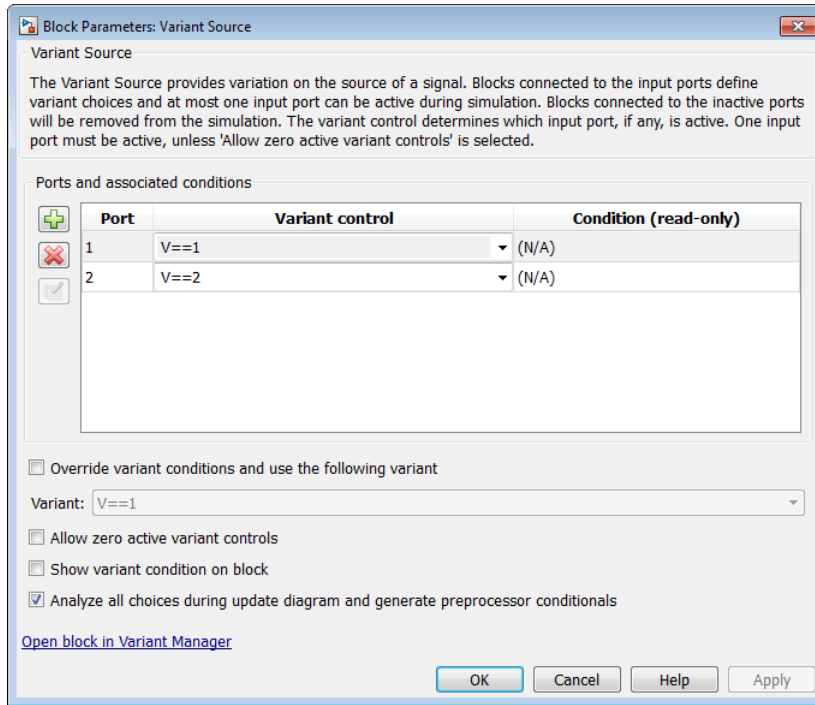 Block Parameters: Variant Source
Variant Source
The Variant Source provides variation on the source of a signal. Blocks connected to the input ports define
variant choices and at most one input port can be active during simulation. Blocks connected to the inactive ports
will be removed from the simulation. The variant control determines which input port, if any, is active. One input
port must be active, unless 'Allow zero active variant controls' is selected.
Ports and associated conditions
Port Variant control Condition (read-only)
1 V==1 (N/A)
2 V==2 (N/A)
Override variant conditions and use the following variant
Variant: V==1
Allow zero active variant controls
Show variant condition on block
Analyze all choices during update diagram and generate preprocessor conditionals
Open block in Variant Manager
OK Cancel Help Apply